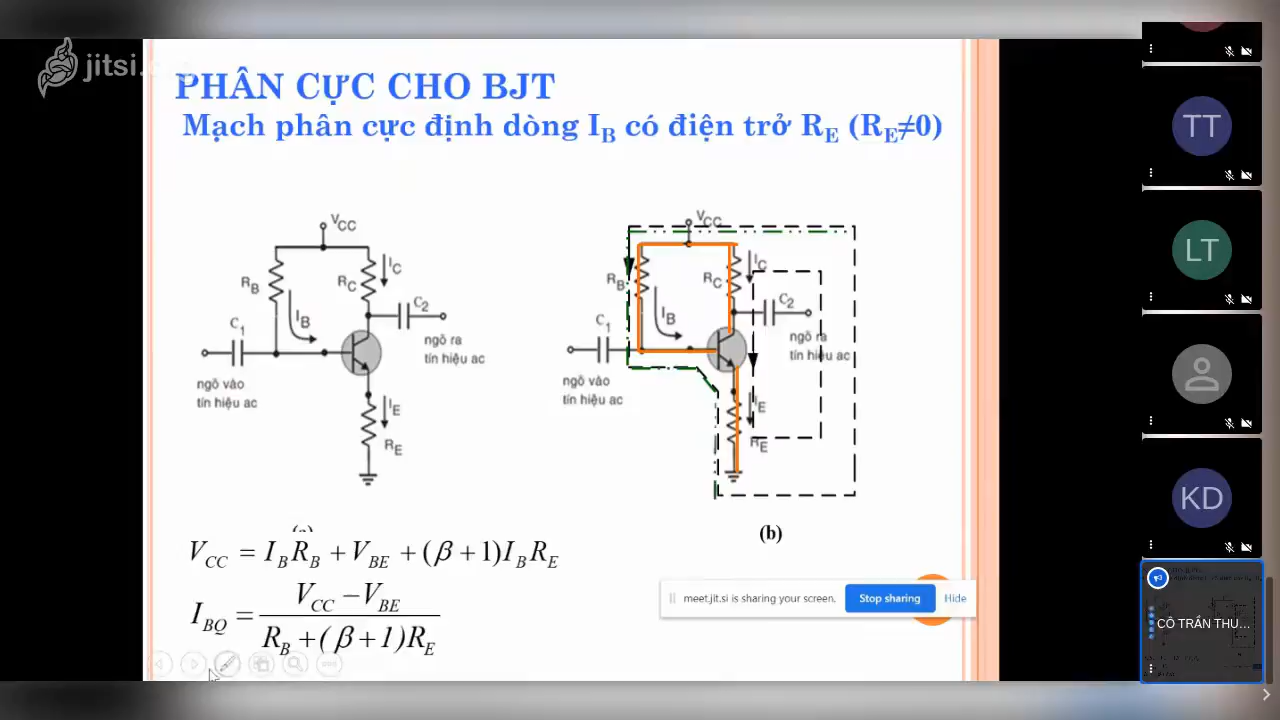 jitsi
PHÂN CỰC CHO BJT
Mạch phân cực định dòng IB có điện trở RE (RE≠0)
VCC
IC
RB
RC
C2
IB
C1
ngõ ra
tín hiệu ac
ngõ vào
tín hiệu ac
IE
RE
VCC
IC
RB
RC
C2
IB
C1
ngõ ra
tín hiệu ac
ngõ vào
tín hiệu ac
IE
RE
(b)
VCC = IBRB + VBE + (β + 1)IBRE
IBQ = (VCC − VBE) / (RB + (β + 1)RE)
meet.jit.si is sharing your screen.
Stop sharing
Hide
TT
LT
KD
CÔ TRẦN THU...